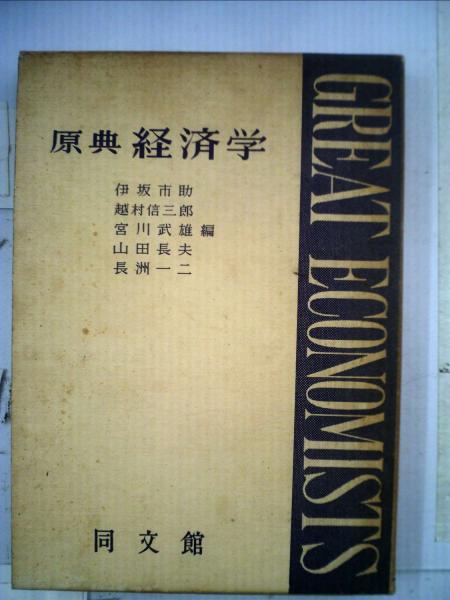 原典 経済学
伊坂市助
越村信三郎
宮川武雄 編
山田長夫
長洲一二
同文館
GREAT ECONOMISTS